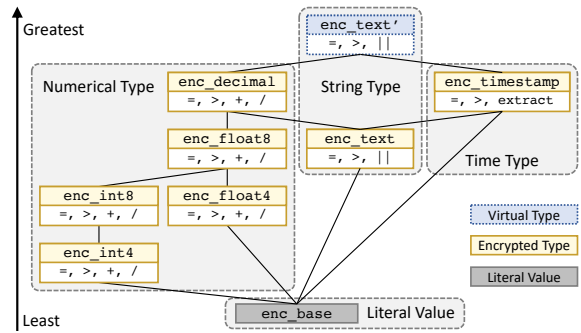 Greatest
enc_text’
=, >, ||
Numerical Type
enc_decimal
=, >, +, /
String Type
enc_timestamp
=, >, extract
enc_float8
=, >, +, /
enc_text
=, >, ||
Time Type
enc_int8
=, >, +, /
enc_float4
=, >, +, /
Virtual Type
enc_int4
=, >, +, /
Encrypted Type
Literal Value
Least
enc_base
Literal Value